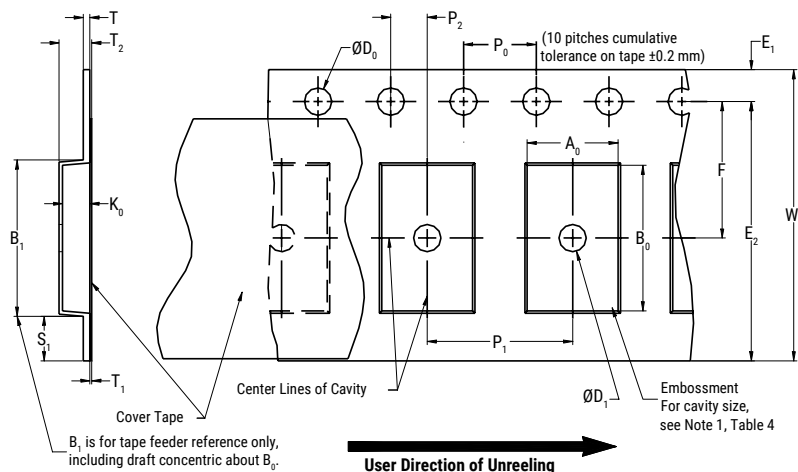 T
T₂
P₂
ØD₀
P₀
(10 pitches cumulative
tolerance on tape ±0.2 mm)
E₁
A₀
F
W
K₀
B₁
B₀
E₂
S₁
P₁
T₁
Center Lines of Cavity
ØD₁
Embossment
For cavity size,
see Note 1, Table 4
Cover Tape
B₁ is for tape feeder reference only,
including draft concentric about B₀.
User Direction of Unreeling